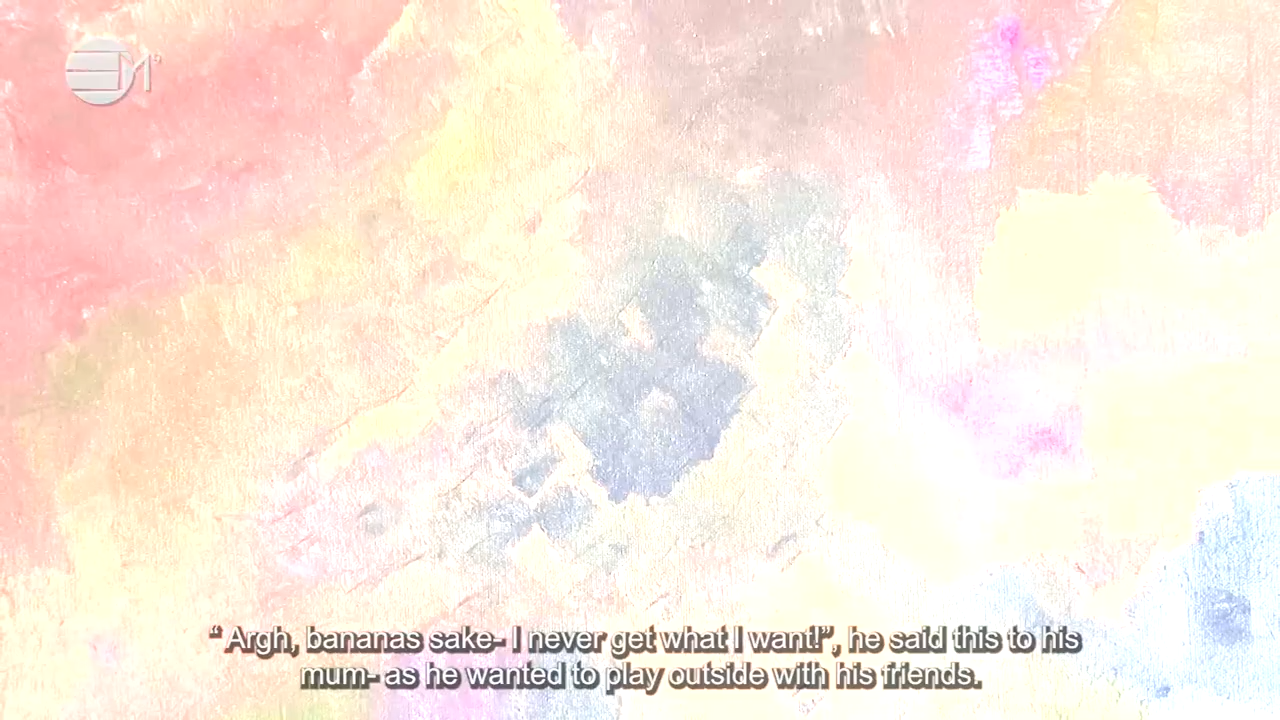 EM
“ Argh, bananas sake- I never get what I want!”, he said this to his
mum- as he wanted to play outside with his friends.